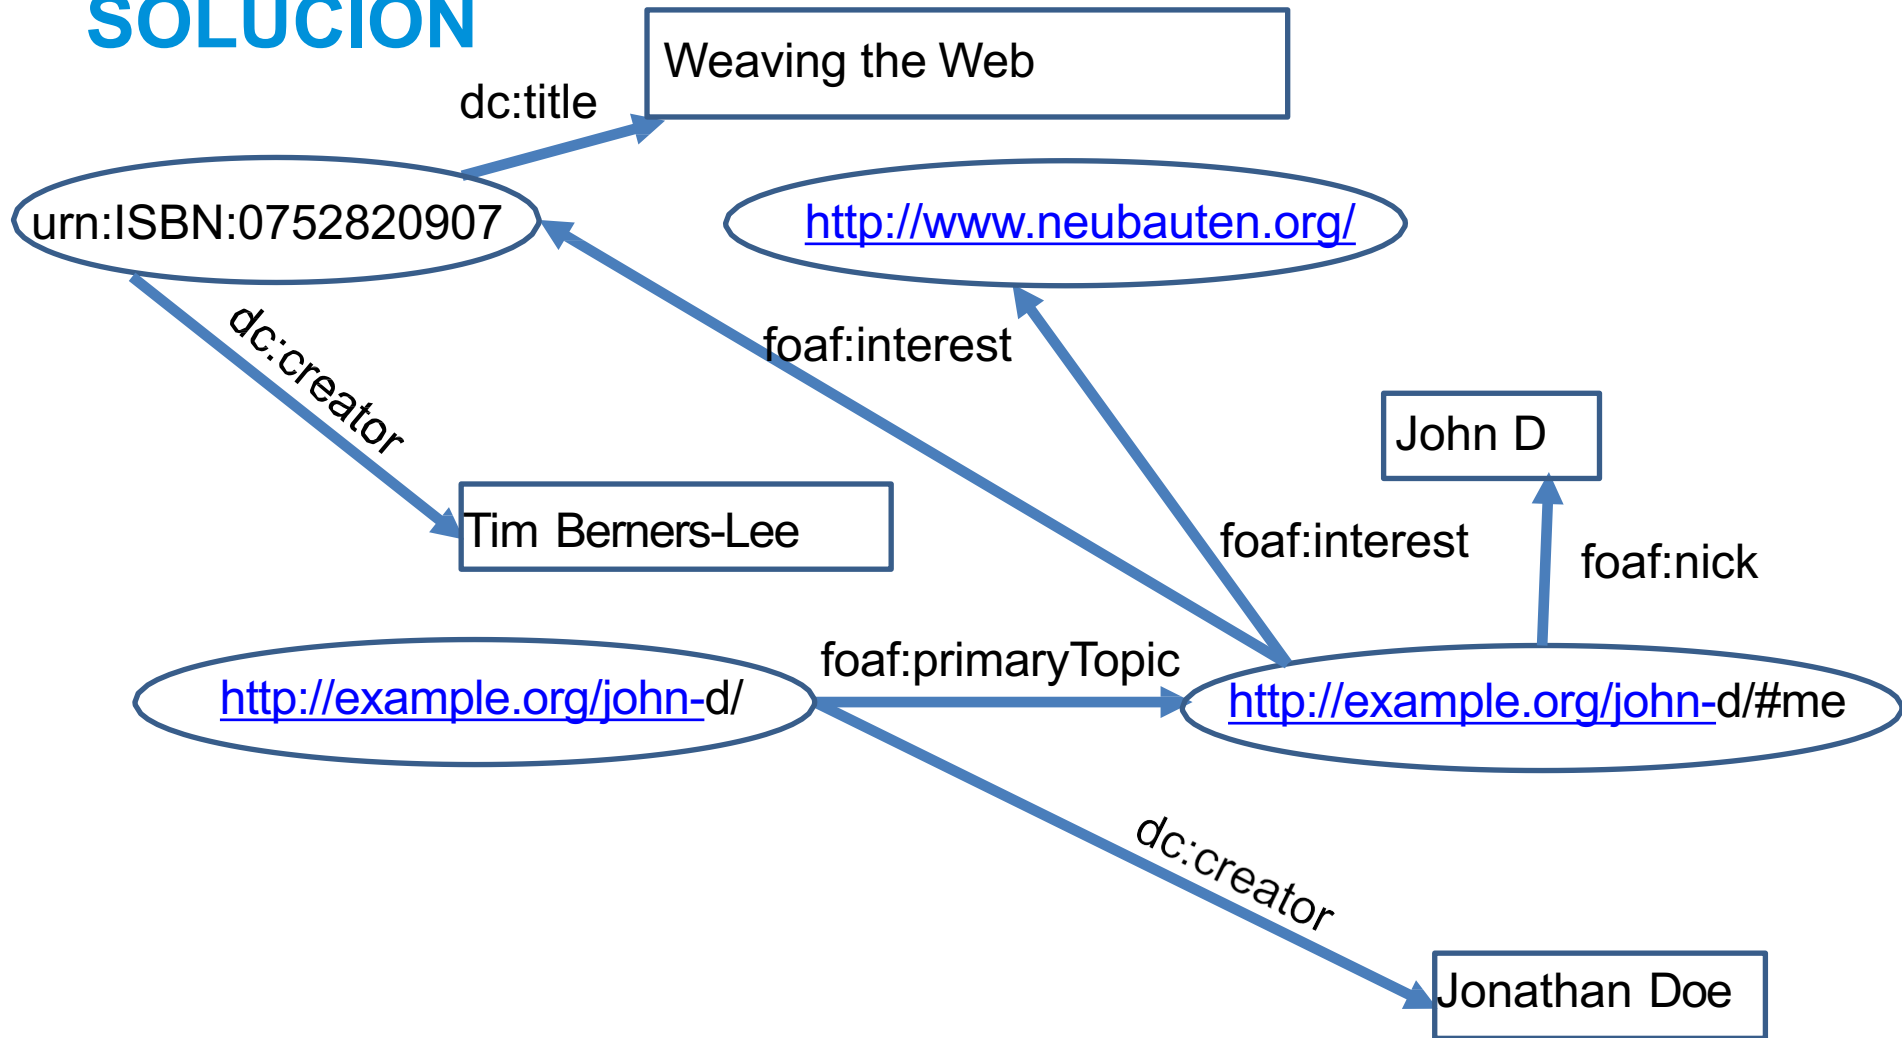 SOLUCIÓN
Weaving the Web
dc:title
urn:ISBN:0752820907
http://www.neubauten.org/
dc:creator
foaf:interest
John D
Tim Berners-Lee
foaf:interest
foaf:nick
foaf:primaryTopic
http://example.org/john-d/
http://example.org/john-d/#me
dc:creator
Jonathan Doe